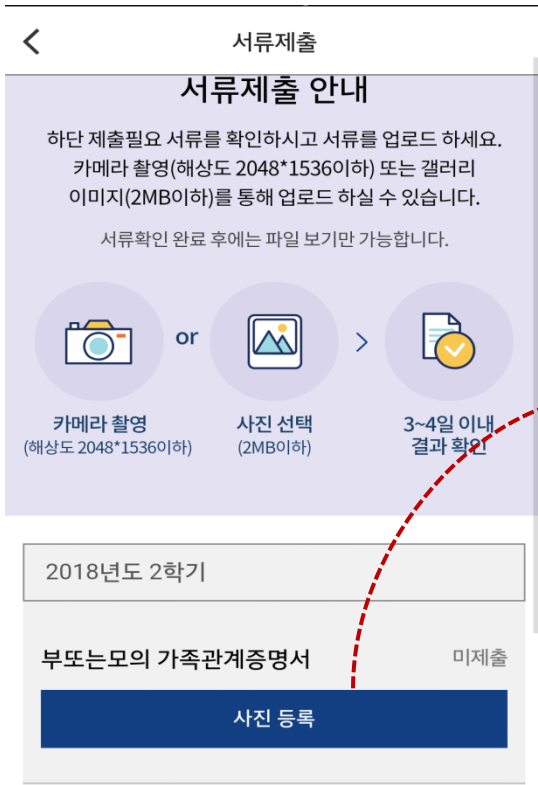 서류제출
서류제출 안내
하단 제출필요 서류를 확인하시고 서류를 업로드 하세요.
카메라 촬영(해상도 2048*1536이하) 또는 갤러리
이미지(2MB이하)를 통해 업로드 하실 수 있습니다.
서류확인 완료 후에는 파일 보기만 가능합니다.
or
카메라 촬영
(해상도 2048*1536이하)
사진 선택
(2MB이하)
3~4일 이내
결과 확인
2018년도 2학기
부또는모의 가족관계증명서 미제출
사진 등록